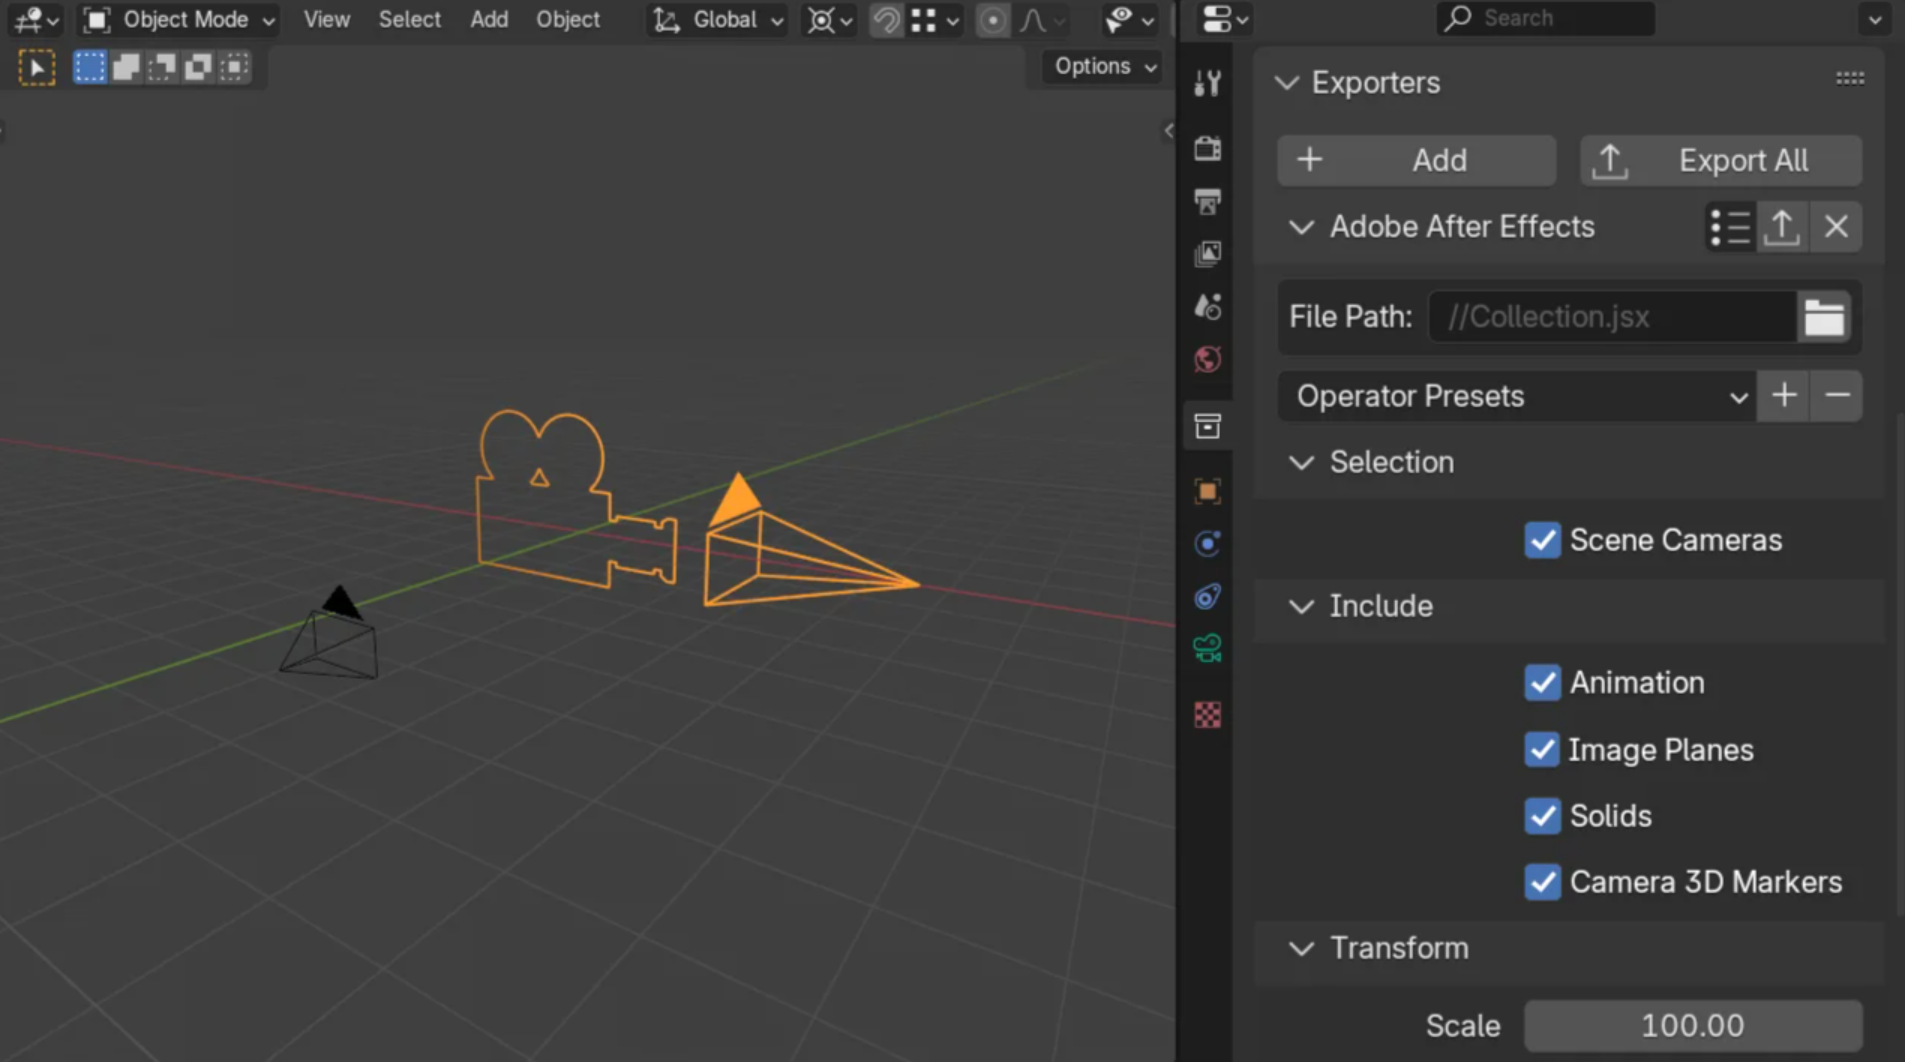 Object Mode View Select Add Object Global
Options
Search
Exporters
Add Export All
Adobe After Effects
File Path: //Collection.jsx
Operator Presets
Selection
Scene Cameras
Include
Animation
Image Planes
Solids
Camera 3D Markers
Transform
Scale 100.00